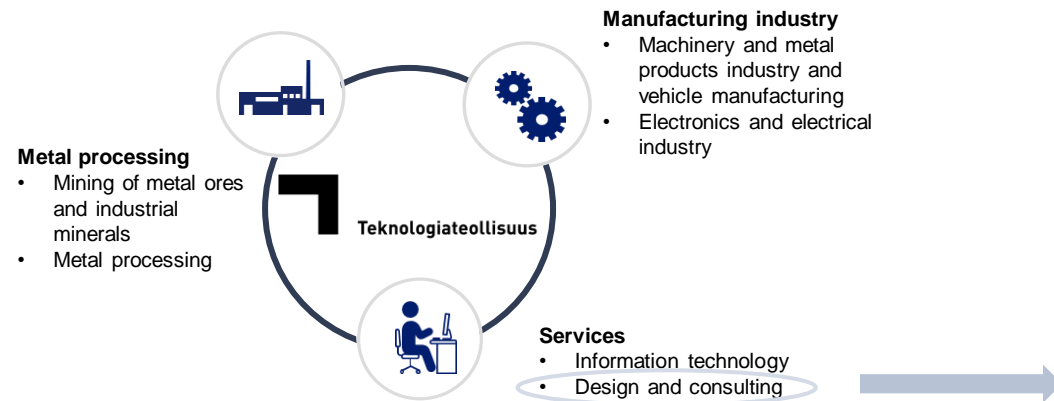 Manufacturing industry
• Machinery and metal
products industry and
vehicle manufacturing
• Electronics and electrical
industry
Metal processing
• Mining of metal ores
and industrial
minerals
• Metal processing
Teknologiateollisuus
Services
• Information technology
• Design and consulting